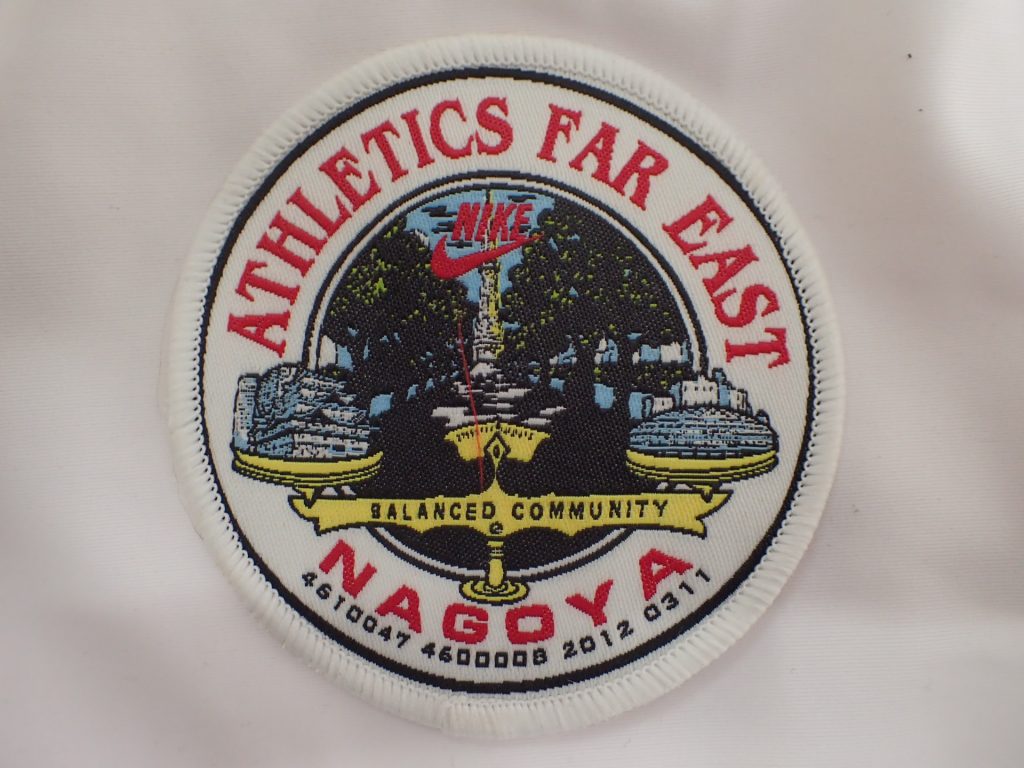 ATHLETICS FAR EAST
NIKE
BALANCED COMMUNITY
NAGOYA
4610047 4600008 2012 0311